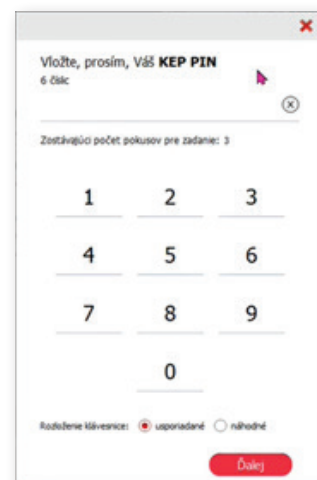 Vložte, prosím, Váš KEP PIN
6 číslic
Zostávajúci počet pokusov pre zadanie: 3
1 2 3
4 5 6
7 8 9
0
Rozloženie klávesnice: usporiadané náhodné
Ďalej